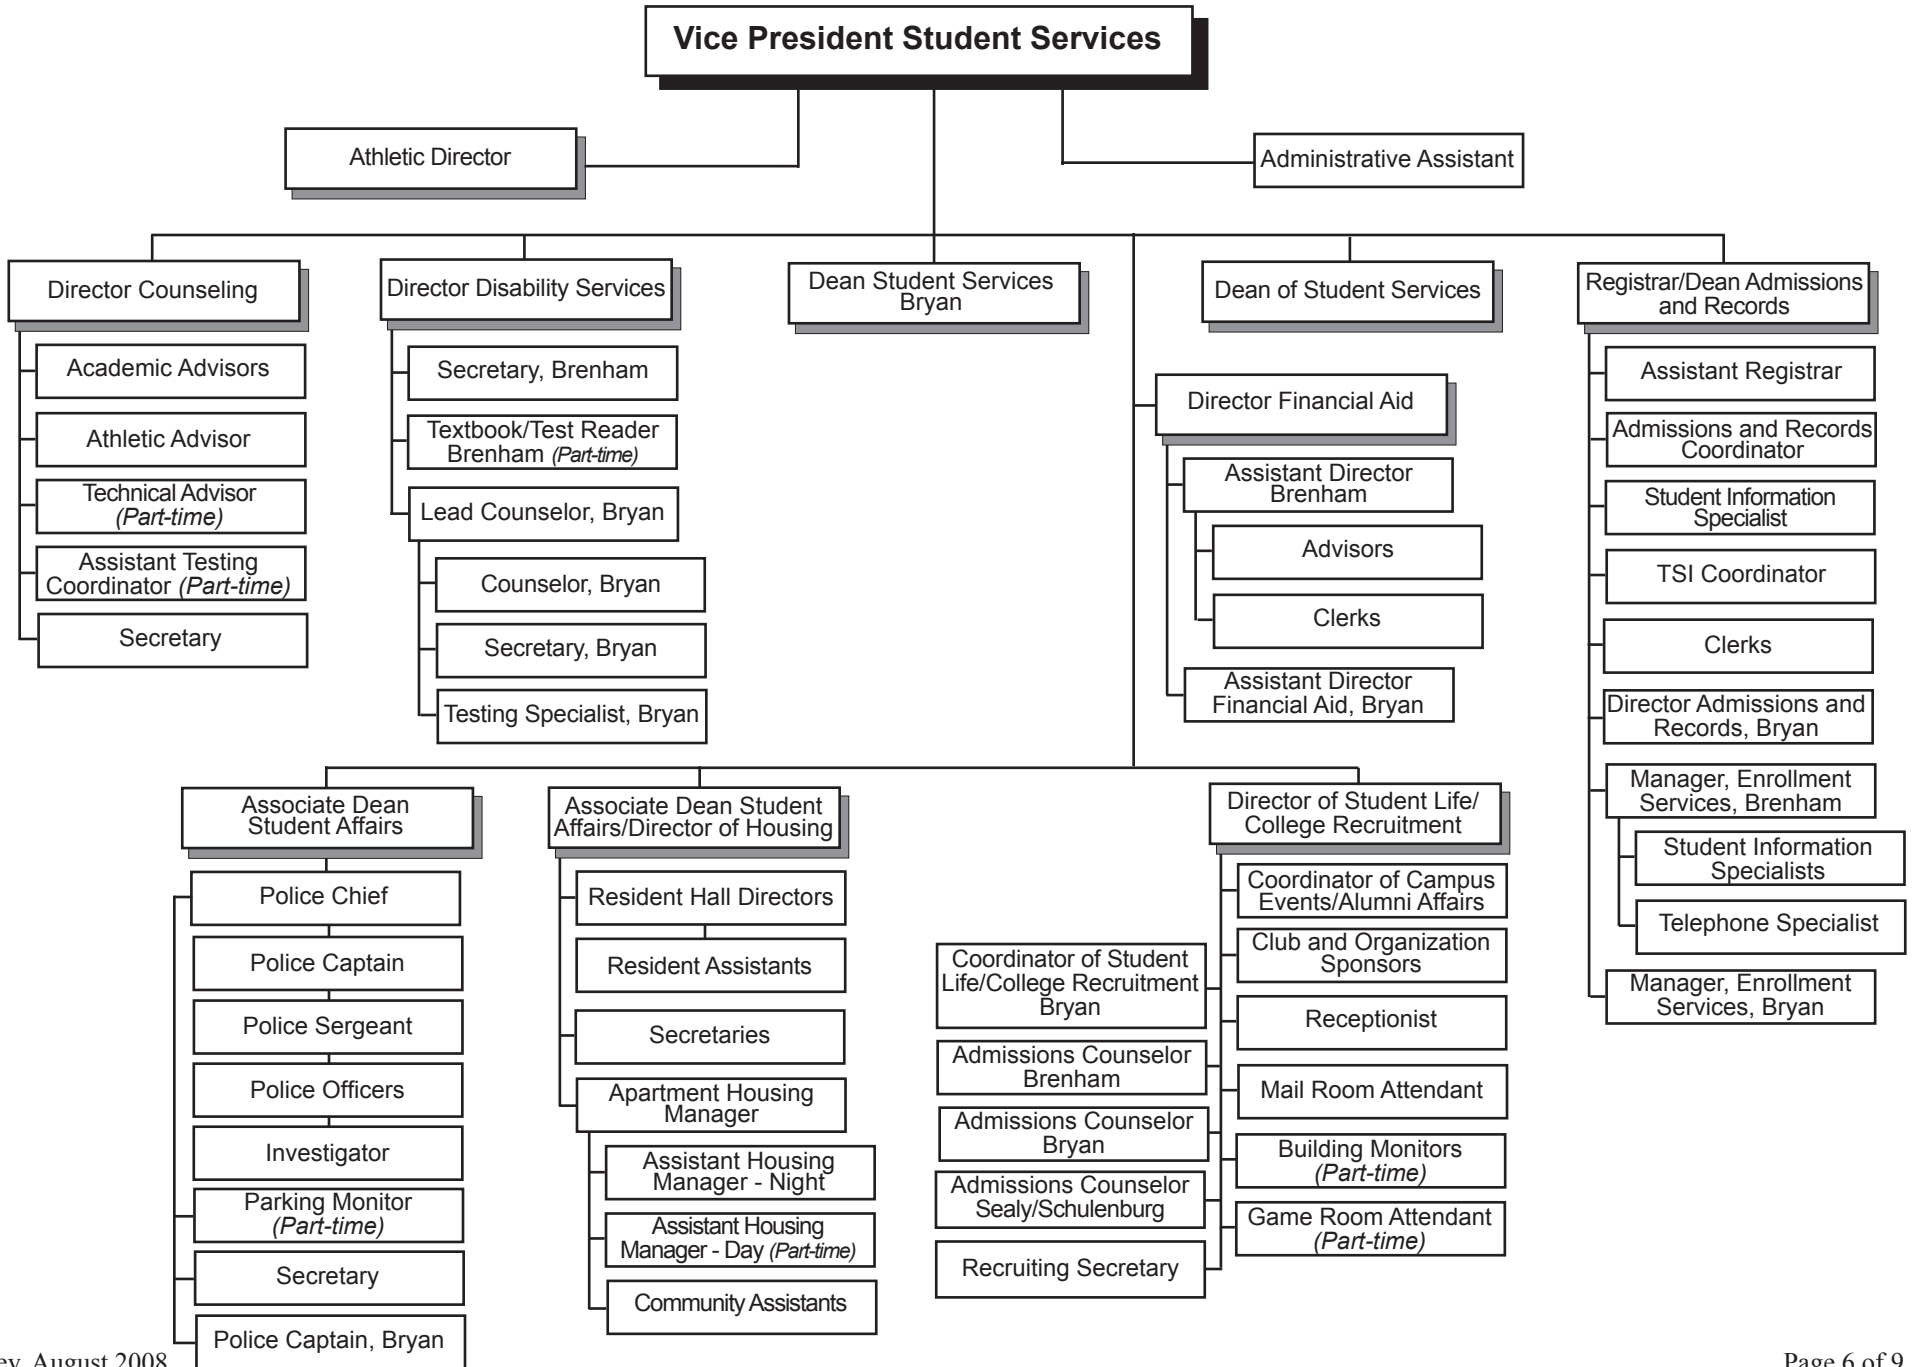 Vice President Student Services
Athletic Director
Administrative Assistant
Director Counseling
Academic Advisors
Athletic Advisor
Technical Advisor
(Part-time)
Assistant Testing
Coordinator (Part-time)
Secretary
Director Disability Services
Secretary, Brenham
Textbook/Test Reader
Brenham (Part-time)
Lead Counselor, Bryan
Counselor, Bryan
Secretary, Bryan
Testing Specialist, Bryan
Dean Student Services
Bryan
Dean of Student Services
Director Financial Aid
Assistant Director
Brenham
Advisors
Clerks
Assistant Director
Financial Aid, Bryan
Registrar/Dean Admissions
and Records
Assistant Registrar
Admissions and Records
Coordinator
Student Information
Specialist
TSI Coordinator
Clerks
Director Admissions and
Records, Bryan
Manager, Enrollment
Services, Brenham
Student Information
Specialists
Telephone Specialist
Manager, Enrollment
Services, Bryan
Associate Dean
Student Affairs
Police Chief
Police Captain
Police Sergeant
Police Officers
Investigator
Parking Monitor
(Part-time)
Secretary
Police Captain, Bryan
Associate Dean Student
Affairs/Director of Housing
Resident Hall Directors
Resident Assistants
Secretaries
Apartment Housing
Manager
Assistant Housing
Manager - Night
Assistant Housing
Manager - Day (Part-time)
Community Assistants
Director of Student Life/
College Recruitment
Coordinator of Student
Life/College Recruitment
Bryan
Admissions Counselor
Brenham
Admissions Counselor
Bryan
Admissions Counselor
Sealy/Schulenburg
Recruiting Secretary
Coordinator of Campus
Events/Alumni Affairs
Club and Organization
Sponsors
Receptionist
Mail Room Attendant
Building Monitors
(Part-time)
Game Room Attendant
(Part-time)
August 2008
Page 6 of 9